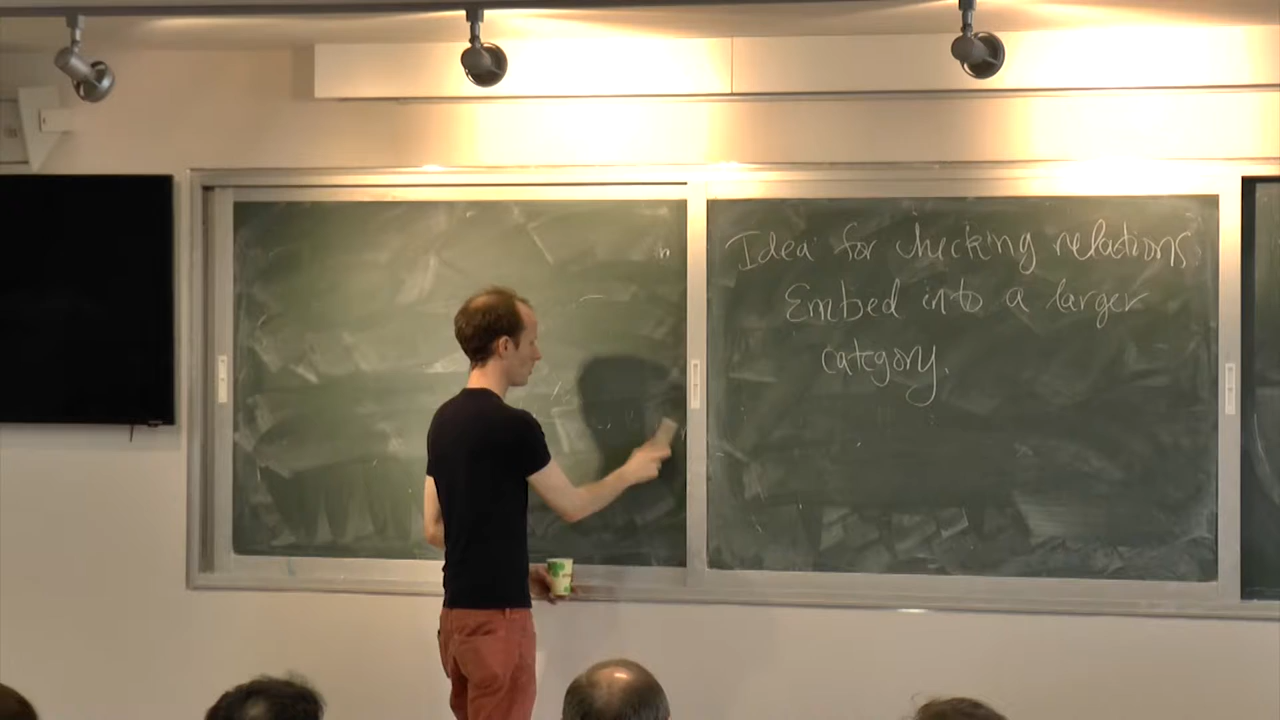 n
Idea for checking relations
Embed into a larger
category.